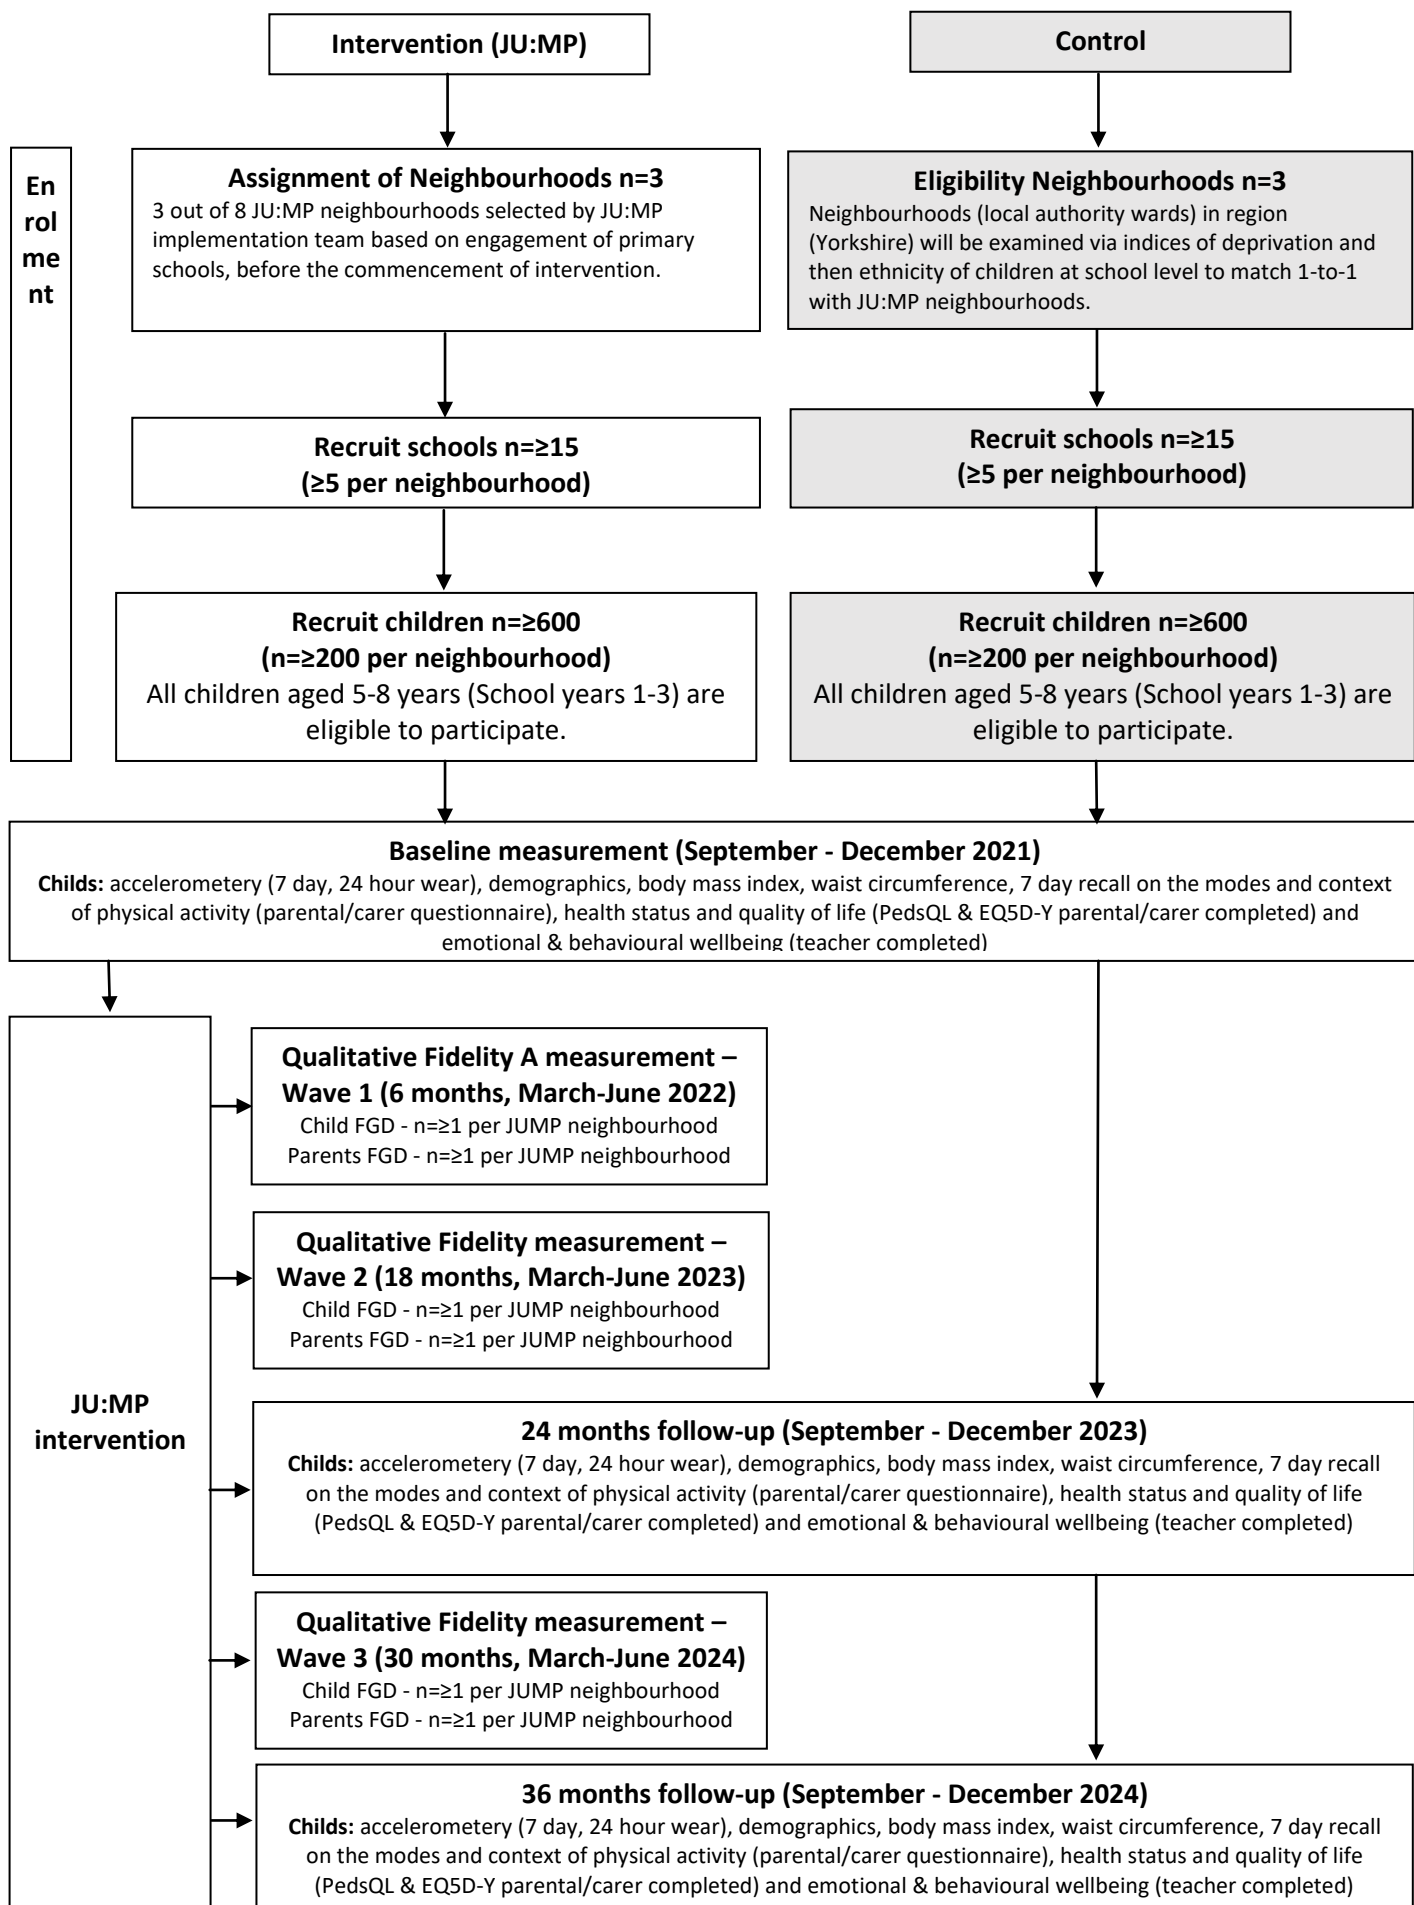 Intervention (JU:MP)
Control
En
rol
me
nt
Assignment of Neighbourhoods n=3
3 out of 8 JU:MP neighbourhoods selected by JU:MP
implementation team based on engagement of primary
schools, before the commencement of intervention.
Eligibility Neighbourhoods n=3
Neighbourhoods (local authority wards) in region
(Yorkshire) will be examined via indices of deprivation and
then ethnicity of children at school level to match 1-to-1
with JU:MP neighbourhoods.
Recruit schools n=≥15
(≥5 per neighbourhood)
Recruit schools n=≥15
(≥5 per neighbourhood)
Recruit children n=≥600
(n=≥200 per neighbourhood)
All children aged 5-8 years (School years 1-3) are
eligible to participate.
Recruit children n=≥600
(n=≥200 per neighbourhood)
All children aged 5-8 years (School years 1-3) are
eligible to participate.
Baseline measurement (September - December 2021)
Childs: accelerometery (7 day, 24 hour wear), demographics, body mass index, waist circumference, 7 day recall on the modes and context
of physical activity (parental/carer questionnaire), health status and quality of life (PedsQL & EQ5D-Y parental/carer completed) and
emotional & behavioural wellbeing (teacher completed)
JU:MP
intervention
Qualitative Fidelity A measurement –
Wave 1 (6 months, March-June 2022)
Child FGD - n=≥1 per JUMP neighbourhood
Parents FGD - n=≥1 per JUMP neighbourhood
Qualitative Fidelity measurement –
Wave 2 (18 months, March-June 2023)
Child FGD - n=≥1 per JUMP neighbourhood
Parents FGD - n=≥1 per JUMP neighbourhood
24 months follow-up (September - December 2023)
Childs: accelerometery (7 day, 24 hour wear), demographics, body mass index, waist circumference, 7 day recall
on the modes and context of physical activity (parental/carer questionnaire), health status and quality of life
(PedsQL & EQ5D-Y parental/carer completed) and emotional & behavioural wellbeing (teacher completed)
Qualitative Fidelity measurement –
Wave 3 (30 months, March-June 2024)
Child FGD - n=≥1 per JUMP neighbourhood
Parents FGD - n=≥1 per JUMP neighbourhood
36 months follow-up (September - December 2024)
Childs: accelerometery (7 day, 24 hour wear), demographics, body mass index, waist circumference, 7 day recall
on the modes and context of physical activity (parental/carer questionnaire), health status and quality of life
(PedsQL & EQ5D-Y parental/carer completed) and emotional & behavioural wellbeing (teacher completed)